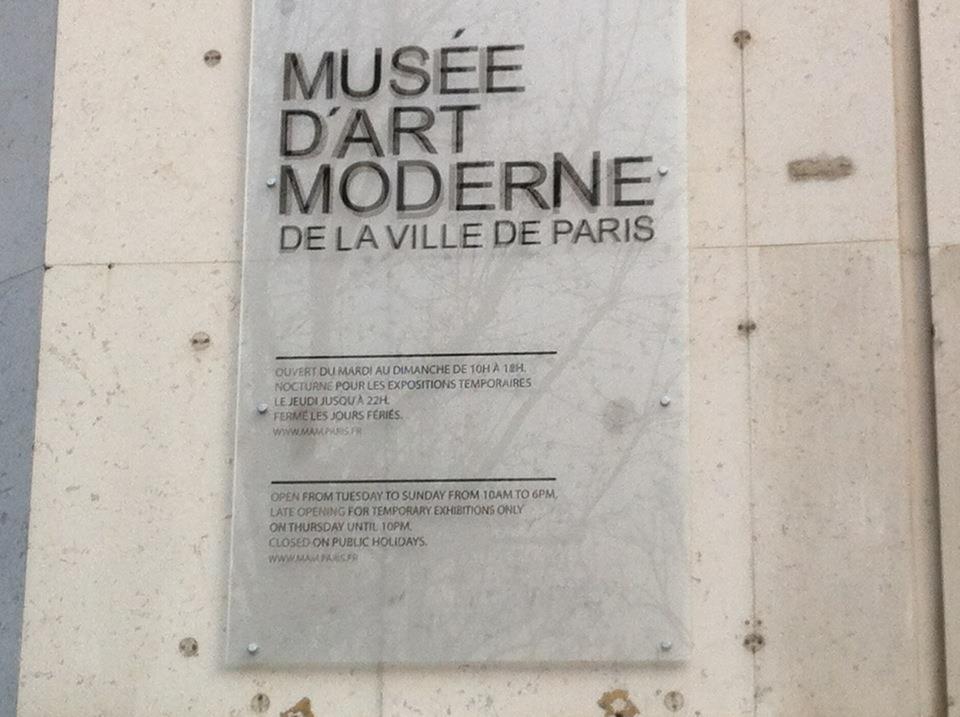 MUSÉE
D'ART
MODERNE
DE LA VILLE DE PARIS
OUVERT DU MARDI AU DIMANCHE DE 10H À 18H.
NOCTURNE POUR LES EXPOSITIONS TEMPORAIRES
LE JEUDI JUSQU'À 22H.
FERMÉ LES JOURS FÉRIÉS.
WWW.MAM.PARIS.FR
OPEN FROM TUESDAY TO SUNDAY FROM 10AM TO 6PM,
LATE OPENING FOR TEMPORARY EXHIBITIONS ONLY
ON THURSDAY UNTIL 10PM.
CLOSED ON PUBLIC HOLIDAYS.
WWW.MAM.PARIS.FR